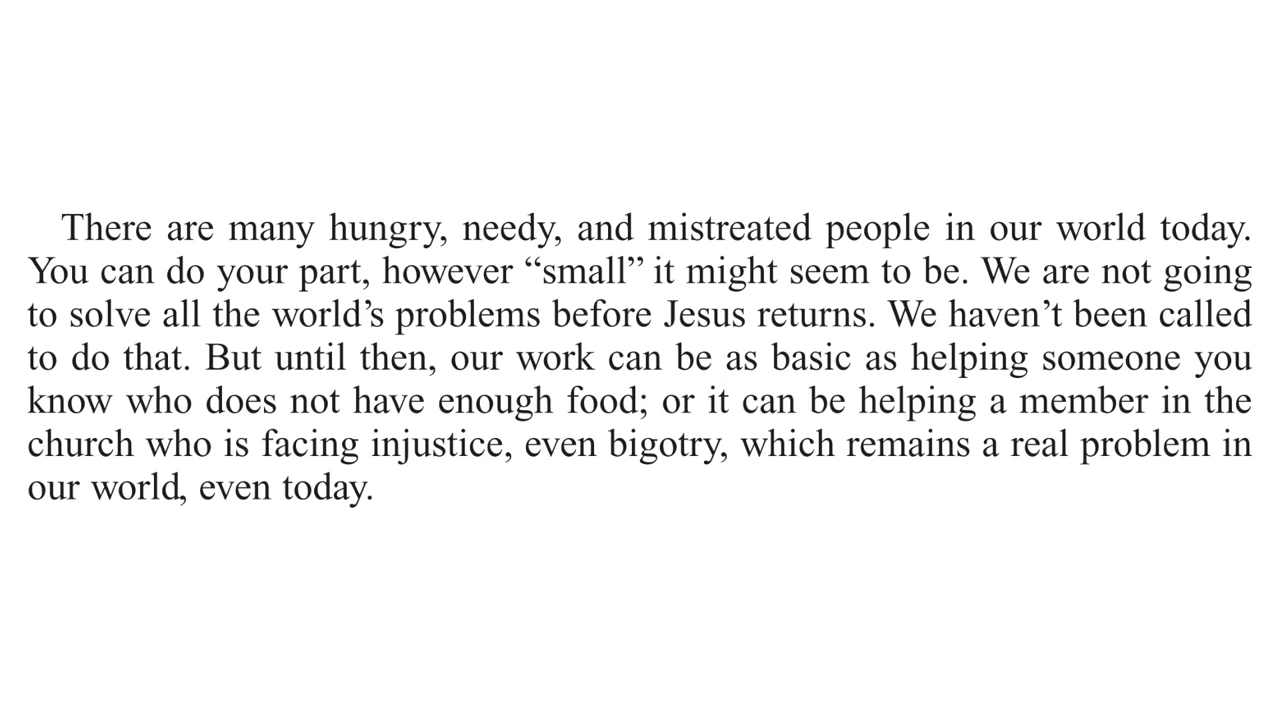 There are many hungry, needy, and mistreated people in our world today.
You can do your part, however “small” it might seem to be. We are not going
to solve all the world’s problems before Jesus returns. We haven’t been called
to do that. But until then, our work can be as basic as helping someone you
know who does not have enough food; or it can be helping a member in the
church who is facing injustice, even bigotry, which remains a real problem in
our world, even today.